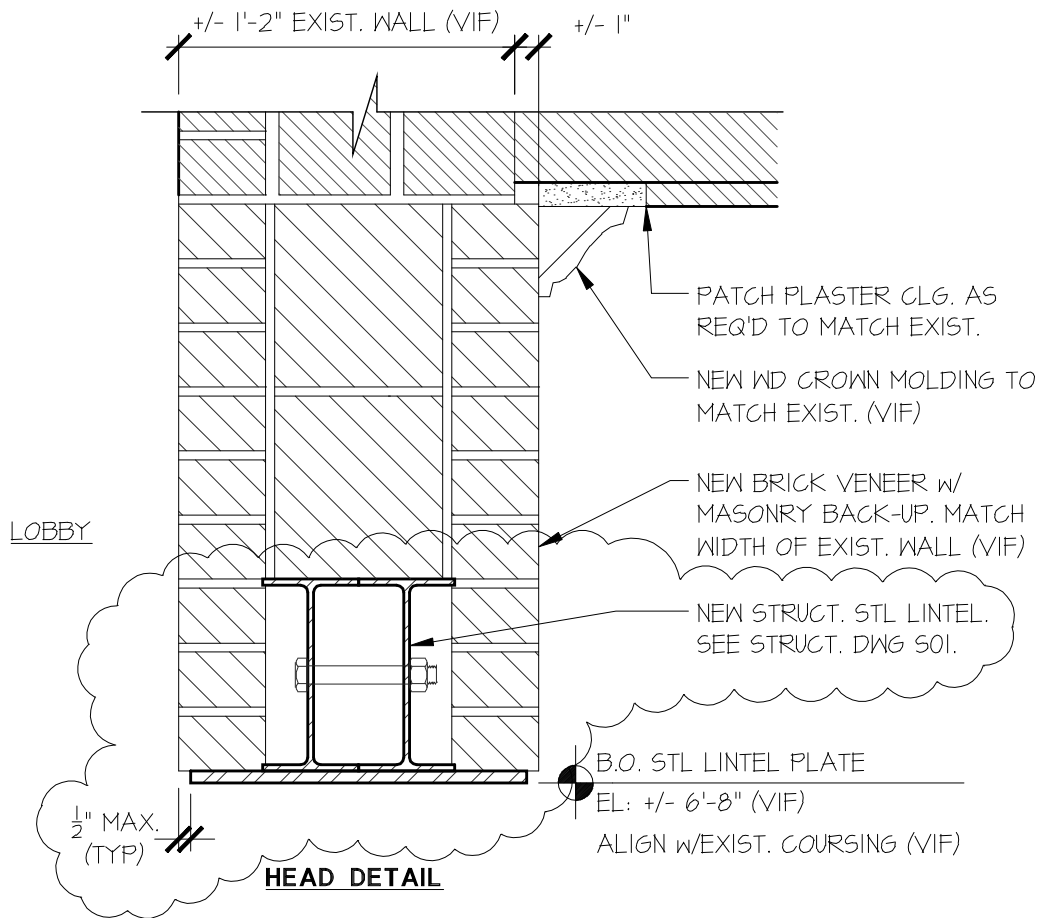 +/- 1'-2" EXIST. WALL (VIF)
+/- 1"
PATCH PLASTER CLG. AS
REQ'D TO MATCH EXIST.
NEW WD CROWN MOLDING TO
MATCH EXIST. (VIF)
NEW BRICK VENEER w/
MASONRY BACK-UP. MATCH
WIDTH OF EXIST. WALL (VIF)
LOBBY
NEW STRUCT. STL LINTEL.
SEE STRUCT. DWG S01.
B.O. STL LINTEL PLATE
EL: +/- 6'-8" (VIF)
ALIGN w/EXIST. COURSING (VIF)
1/2" MAX.
(TYP)
HEAD DETAIL